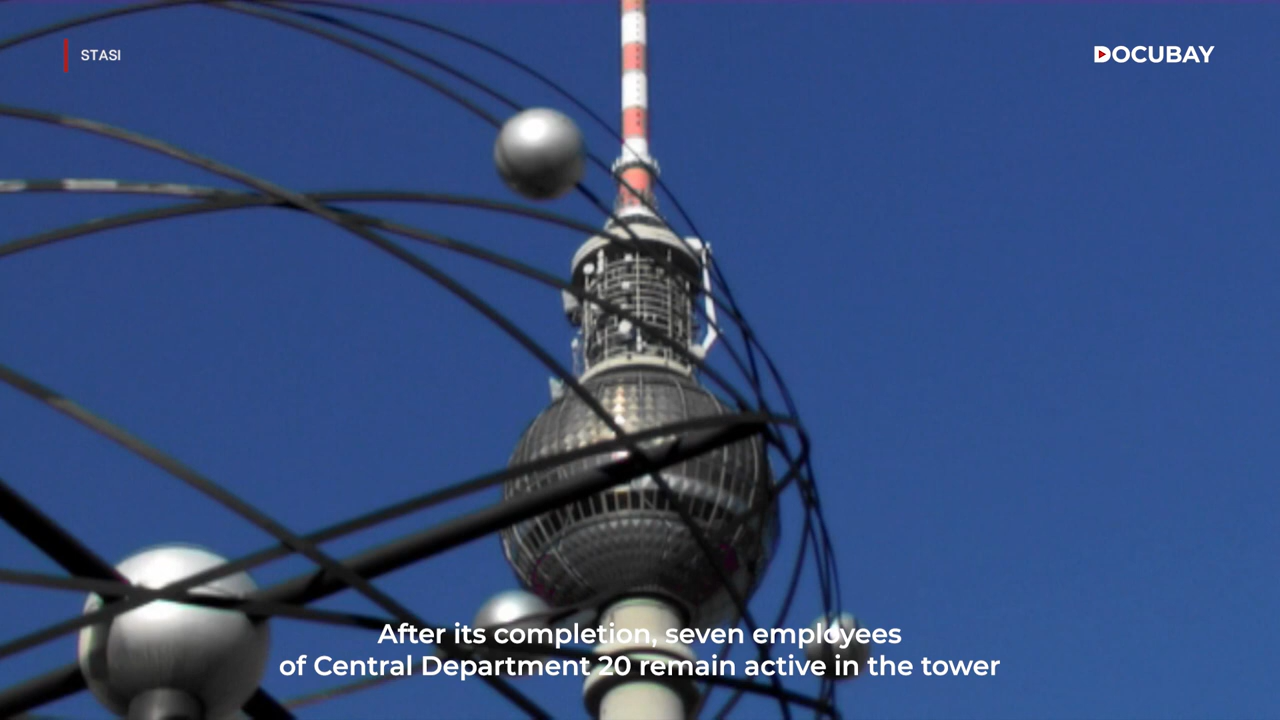 STASI
DOCUBAY
After its completion, seven employees
of Central Department 20 remain active in the tower